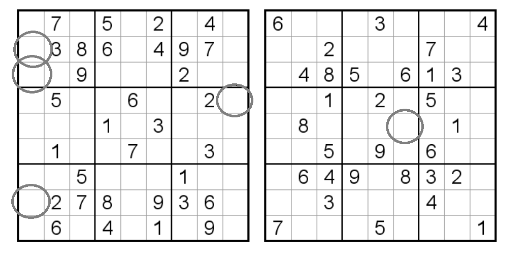 7 5 2 4 6 3 4
3 8 6 4 9 7 2 7
9 2 4 8 5 6 1 3
5 6 2 1 2 5
1 3 8 1
1 7 3 5 9 6
5 1 6 4 9 8 3 2
2 7 8 9 3 6 3 4
6 4 1 9 7 5 1